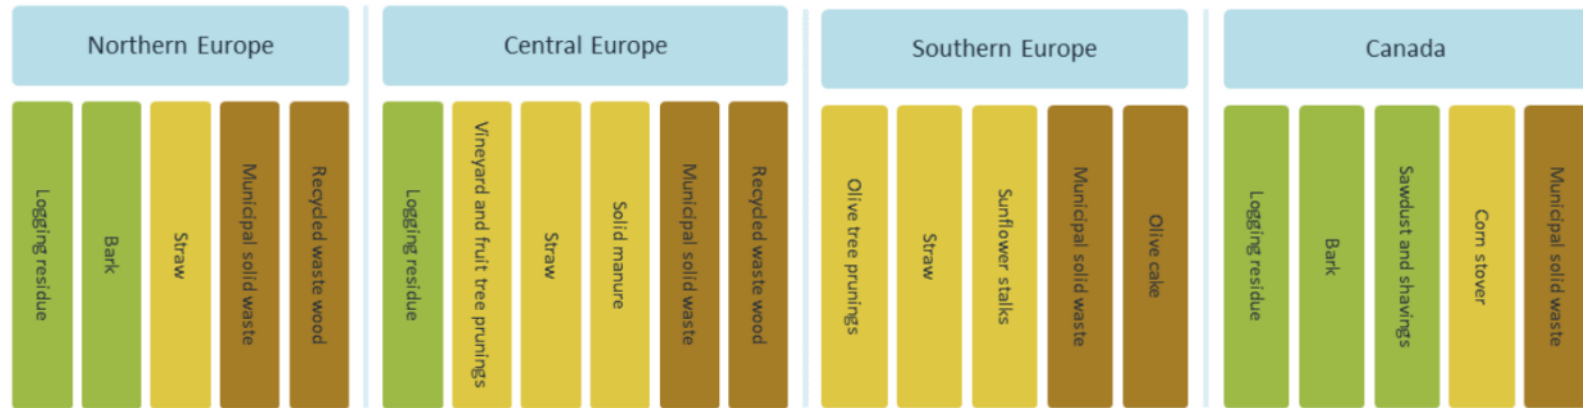 Northern Europe
Logging residue
Bark
Straw
Municipal solid waste
Recycled waste wood
Central Europe
Logging residue
Vineyard and fruit tree prunings
Straw
Solid manure
Municipal solid waste
Recycled waste wood
Southern Europe
Olive tree prunings
Straw
Sunflower stalks
Municipal solid waste
Olive cake
Canada
Logging residue
Bark
Sawdust and shavings
Corn stover
Municipal solid waste